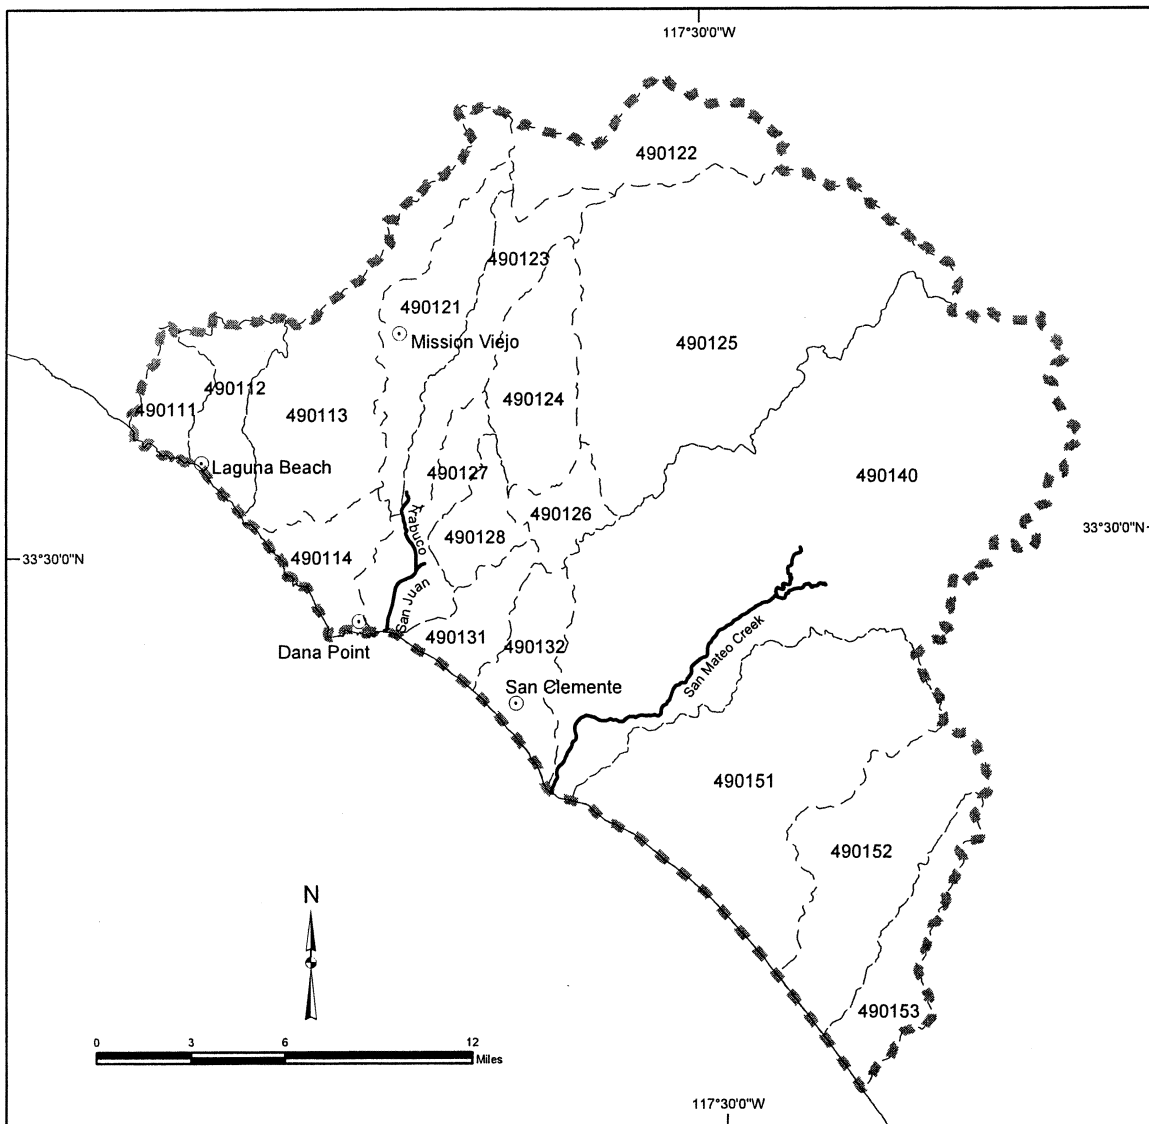 117°30'0"W
490122
490123
490121
Mission Viejo
490125
490112
490111
490113
490124
Laguna Beach
490127
490140
Trabuco
490126
33°30'0"N
490128
33°30'0"N
490114
San Juan
490131
490132
San Mateo Creek
Dana Point
San Clemente
490151
490152
N
490153
0 3 6 12
Miles
117°30'0"W